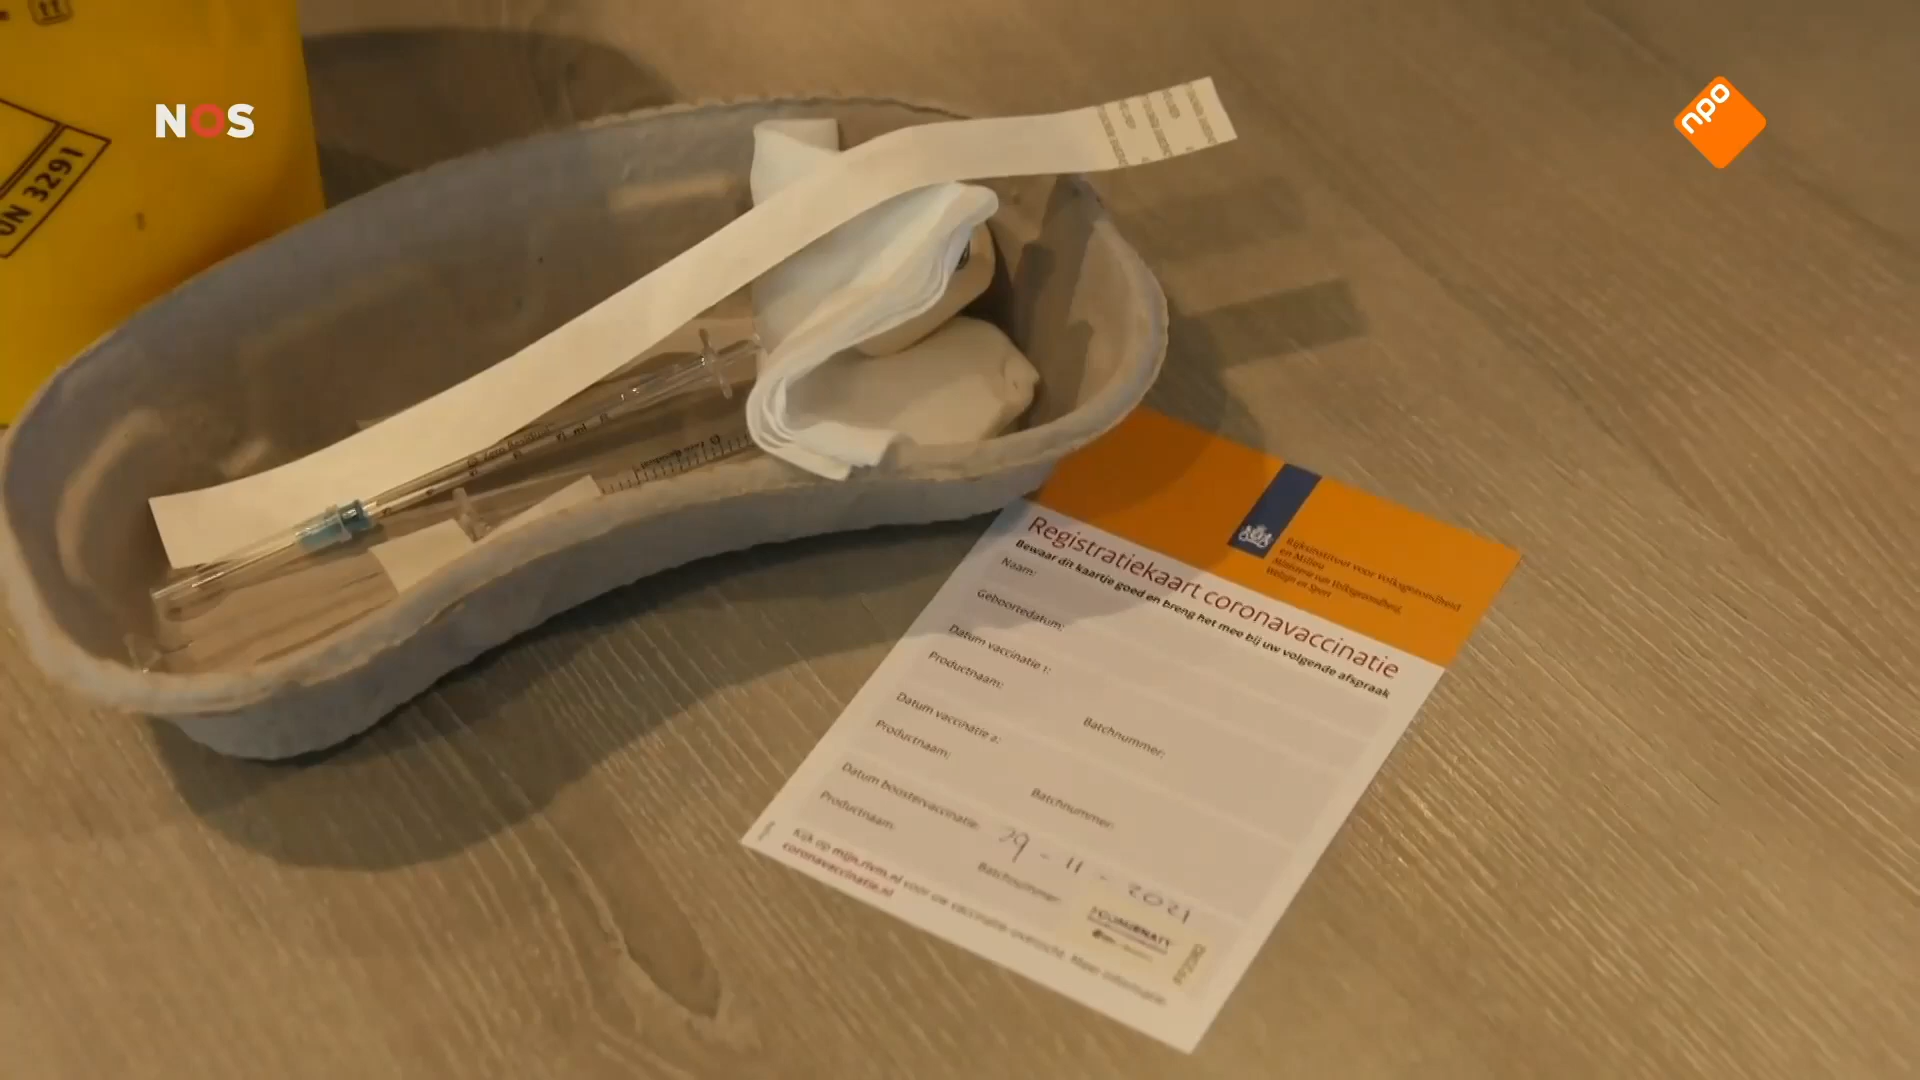 NOS
npo
UN 3291
Rijksinstituut voor Volksgezondheid
en Milieu
Ministerie van Volksgezondheid,
Welzijn en Sport
Registratiekaart coronavaccinatie
Bewaar dit kaartje goed en breng het mee bij uw volgende afspraak
Naam:
Geboortedatum:
Datum vaccinatie 1:
Productnaam:
Batchnummer:
Datum vaccinatie 2:
Productnaam:
Batchnummer:
Datum boostervaccinatie: 29-11-2021
Productnaam:
Batchnummer:
COMIRNATY
Kijk op mijn.rivm.nl voor uw vaccinatie-overzicht. Meer informatie:
coronavaccinatie.nl